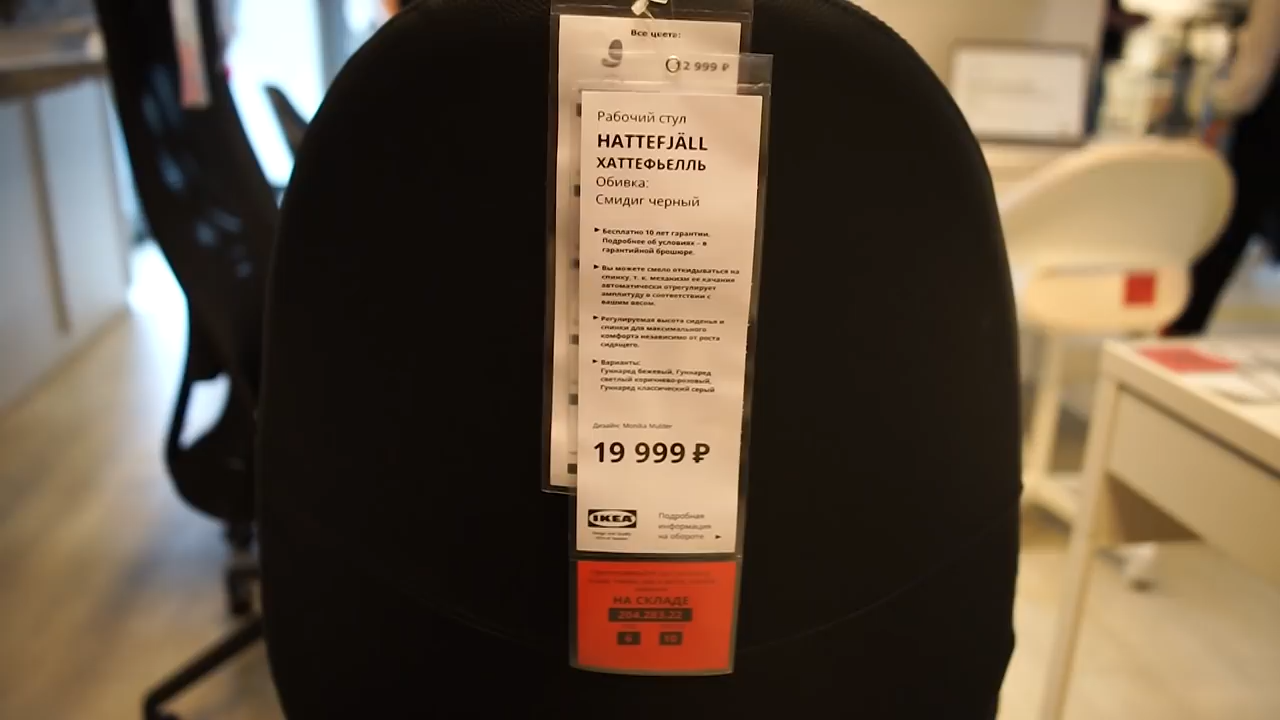 Все цвета:
12 999 ₽
Рабочий стул
HATTEFJÄLL
ХАТТЕФЬЕЛЛЬ
Обивка:
Смидиг черный
Бесплатно 10 лет гарантии.
Подробнее об условиях – в
гарантийной брошюре.
Вы можете смело откидываться на
спинку, т. к. механизм ее качания
автоматически отрегулирует
амплитуду в соответствии с
вашим весом.
Регулируемая высота сиденья и
спинки для максимального
комфорта независимо от роста
сидящего.
Варианты:
Гуннаред бежевый, Гуннаред
светлый коричнево-розовый,
Гуннаред классический серый
Дизайн: Monika Mulder
19 999 ₽
IKEA
Подробная
информация
на обороте
НА СКЛАДЕ
204.283.22
6 10